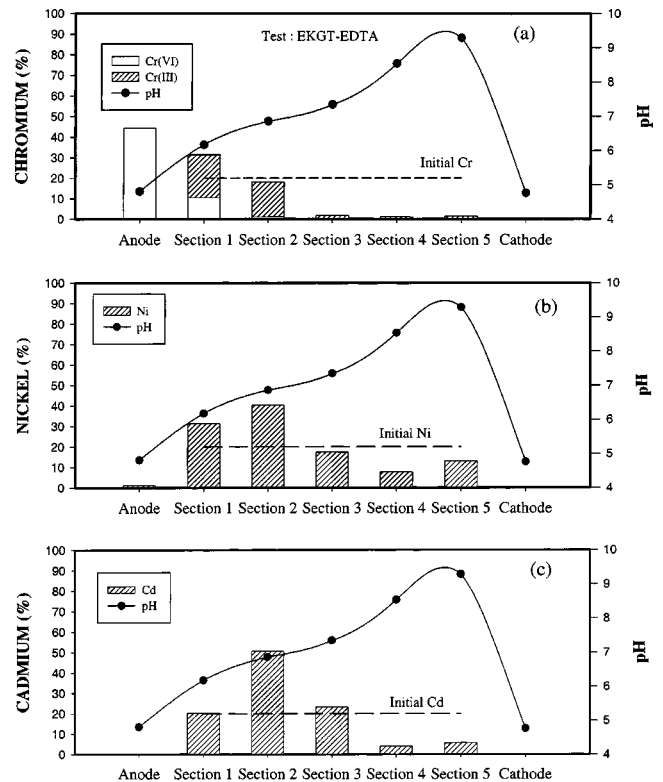 Test : EKGT-EDTA
(a)
Cr(VI)
Cr(III)
pH
Initial Cr
CHROMIUM (%)
100
90
80
70
60
50
40
30
20
10
0
10
9
8
7
6
5
4
pH
Anode Section 1 Section 2 Section 3 Section 4 Section 5 Cathode
(b)
Ni
pH
Initial Ni
NICKEL (%)
100
90
80
70
60
50
40
30
20
10
0
10
9
8
7
6
5
4
pH
Anode Section 1 Section 2 Section 3 Section 4 Section 5 Cathode
(c)
Cd
pH
Initial Cd
CADMIUM (%)
100
90
80
70
60
50
40
30
20
10
0
10
9
8
7
6
5
4
pH
Anode Section 1 Section 2 Section 3 Section 4 Section 5 Cathode